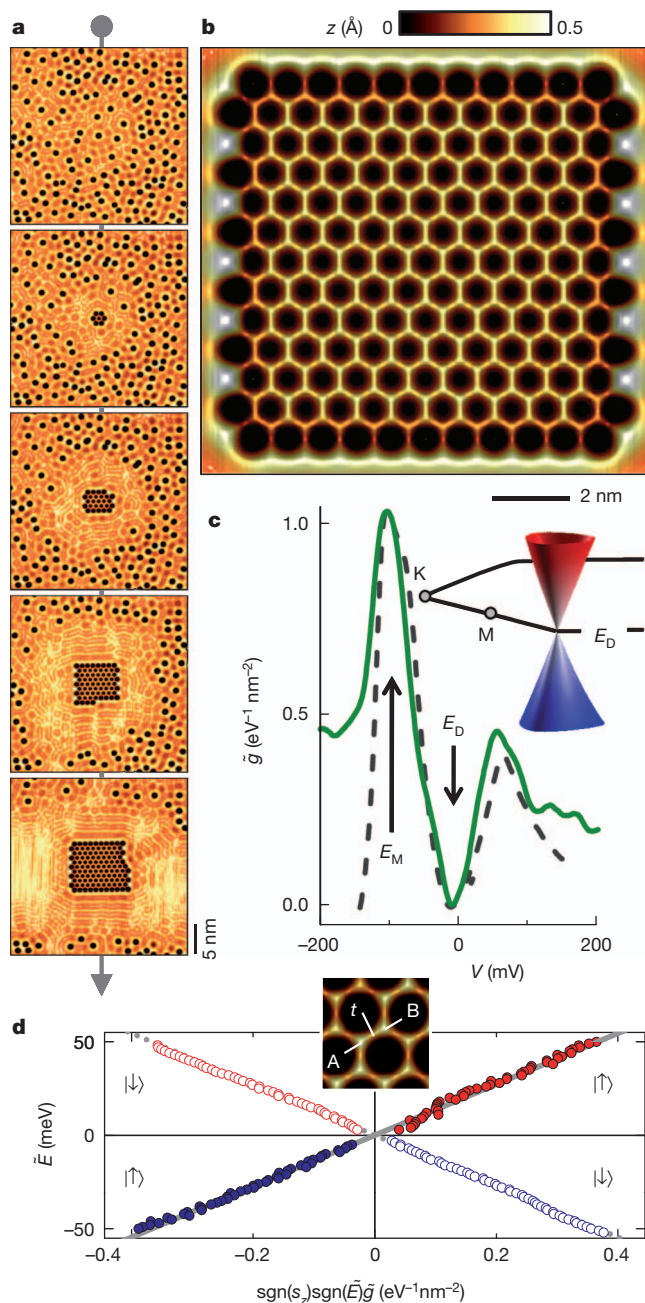 a
z (Å) 0 0.5
b
5 nm
2 nm
c
1.0
0.5
0.0
g̃ (eV⁻¹ nm⁻²)
K
M
E_D
E_D
E_M
−200 0 200
V (mV)
d
t
B
A
50
0
−50
Ẽ (meV)
|↓⟩ |↑⟩
|↑⟩ |↓⟩
−0.4 −0.2 0 0.2 0.4
sgn(s_z)sgn(Ẽ)g̃ (eV⁻¹nm⁻²)